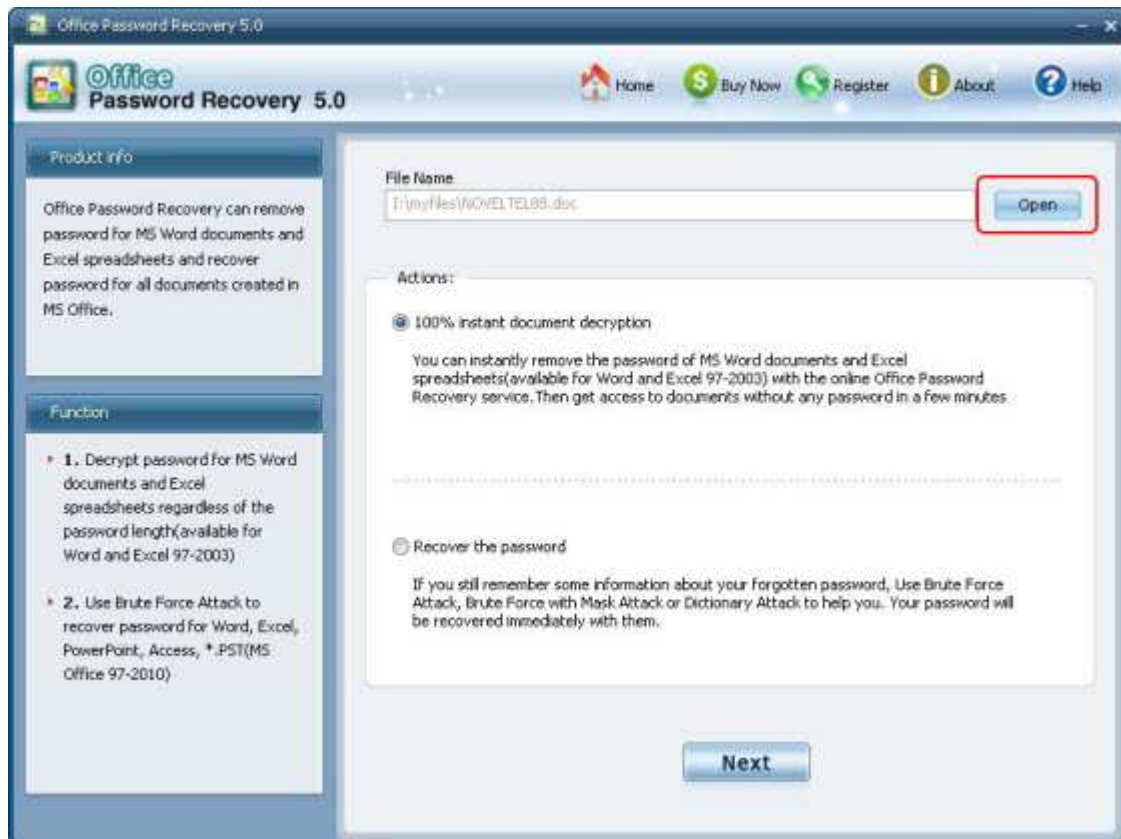 Office Password Recovery 5.0
Office
Password Recovery 5.0
Home
Buy Now
Register
About
Help
Product info
Office Password Recovery can remove
password for MS Word documents and
Excel spreadsheets and recover
password for all documents created in
MS Office.
Function
1. Decrypt password for MS Word
documents and Excel
spreadsheets regardless of the
password length(available for
Word and Excel 97-2003)
2. Use Brute Force Attack to
recover password for Word, Excel,
PowerPoint, Access, *.PST(MS
Office 97-2010)
File Name
I:\myfiles\NOVELTEL88.doc
Open
Actions:
100% instant document decryption
You can instantly remove the password of MS Word documents and Excel
spreadsheets(available for Word and Excel 97-2003) with the online Office Password
Recovery service.Then get access to documents without any password in a few minutes
Recover the password
If you still remember some information about your forgotten password, Use Brute Force
Attack, Brute Force with Mask Attack or Dictionary Attack to help you. Your password will
be recovered immediately with them.
Next